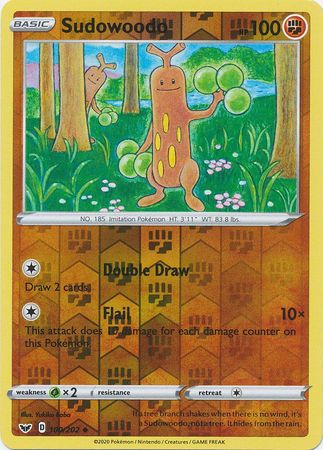 BASIC
Sudowoodo
HP 100
NO. 185 Imitation Pokémon. HT: 3'11" WT: 83.8 lbs.
Double Draw
Draw 2 cards.
Flail 10×
This attack does 10 damage for each damage counter on
this Pokémon.
weakness ×2 resistance retreat
Illus. Yukiko Baba
D 100/202
If a tree branch shakes when there is no wind, it's
a Sudowoodo, not a tree. It hides from the rain.
©2020 Pokémon / Nintendo / Creatures / GAME FREAK